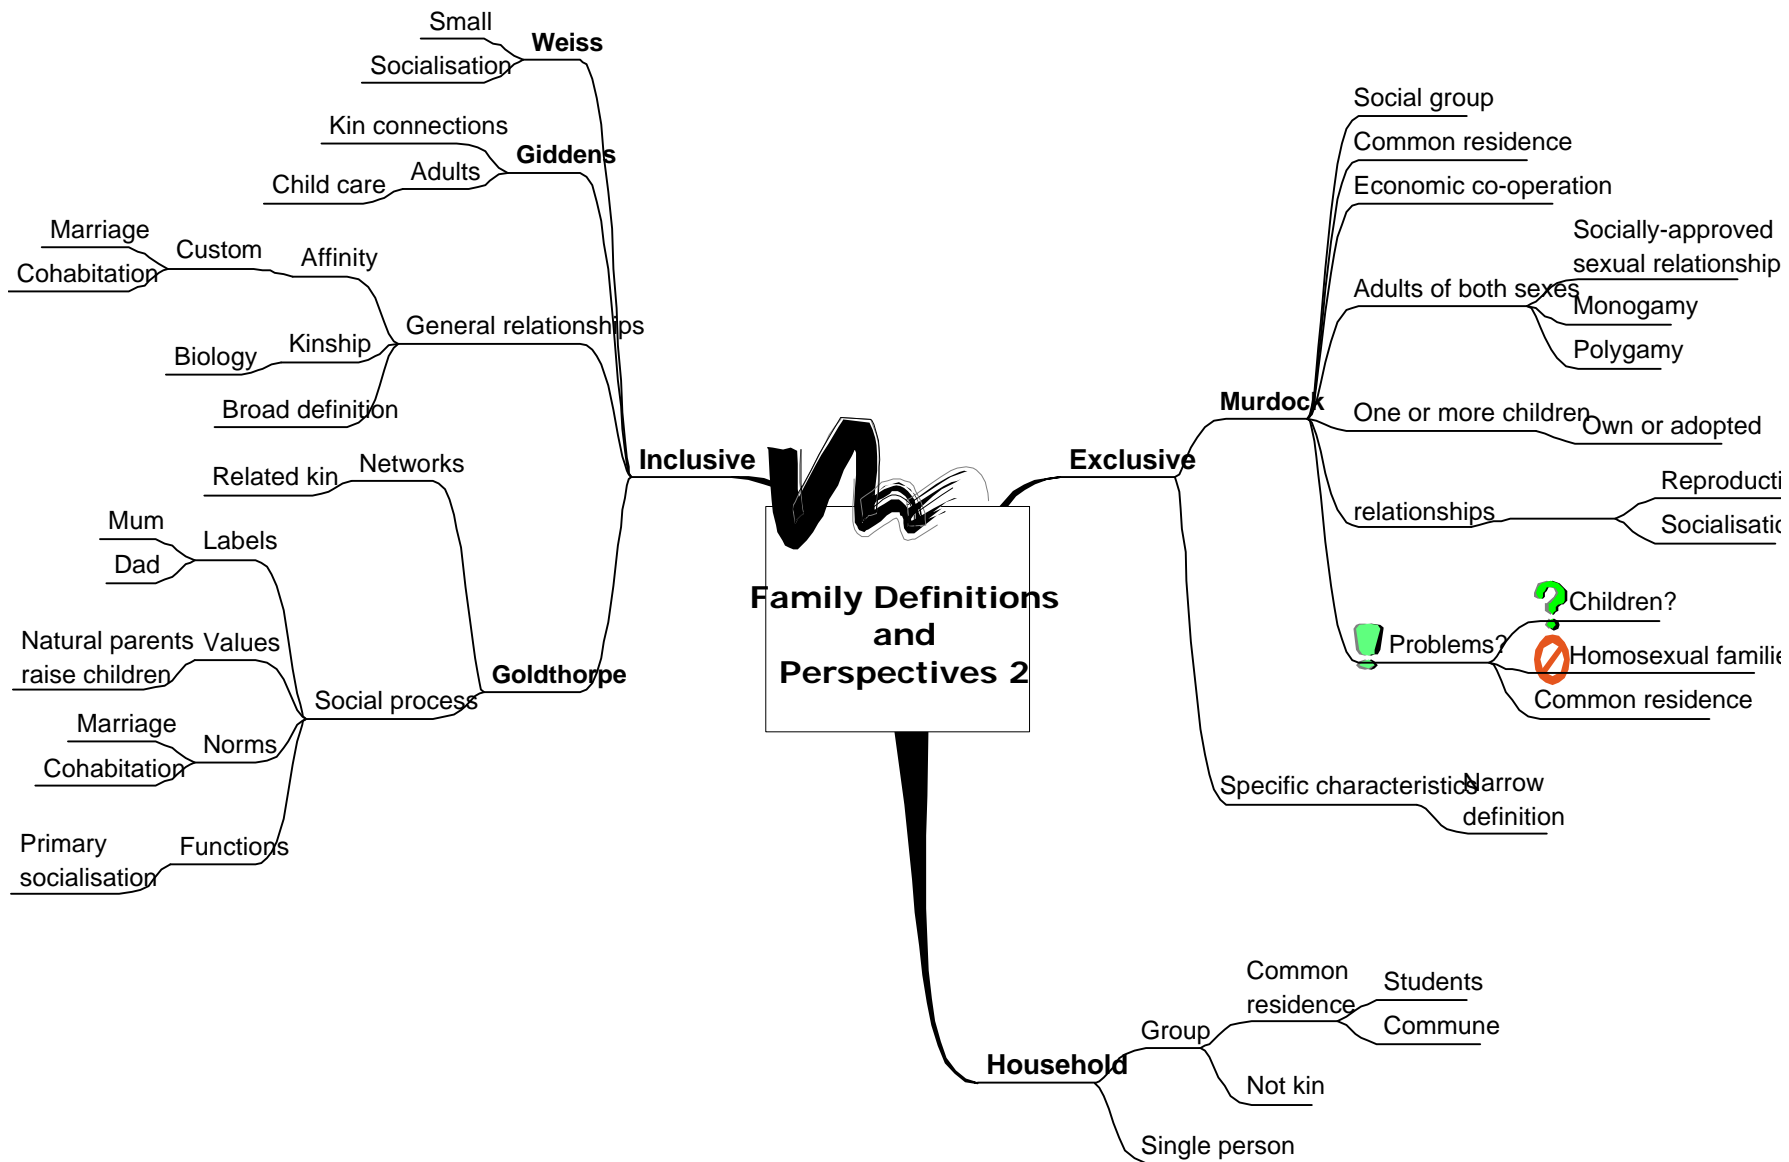 Small
Weiss
Socialisation
Kin connections
Giddens
Adults
Child care
Marriage
Custom
Cohabitation
Affinity
General relationships
Kinship
Biology
Broad definition
Inclusive
Networks
Related kin
Mum
Labels
Dad
Natural parents
raise children
Values
Goldthorpe
Social process
Marriage
Norms
Cohabitation
Primary
socialisation
Functions
Family Definitions
and
Perspectives 2
Exclusive
Murdock
Social group
Common residence
Economic co-operation
Adults of both sexes
Socially-approved
sexual relationship
Monogamy
Polygamy
One or more children
Own or adopted
relationships
Reproducti
Socialisatio
Problems?
Children?
Homosexual familie
Common residence
Specific characteristics
Narrow
definition
Household
Group
Common
residence
Students
Commune
Not kin
Single person